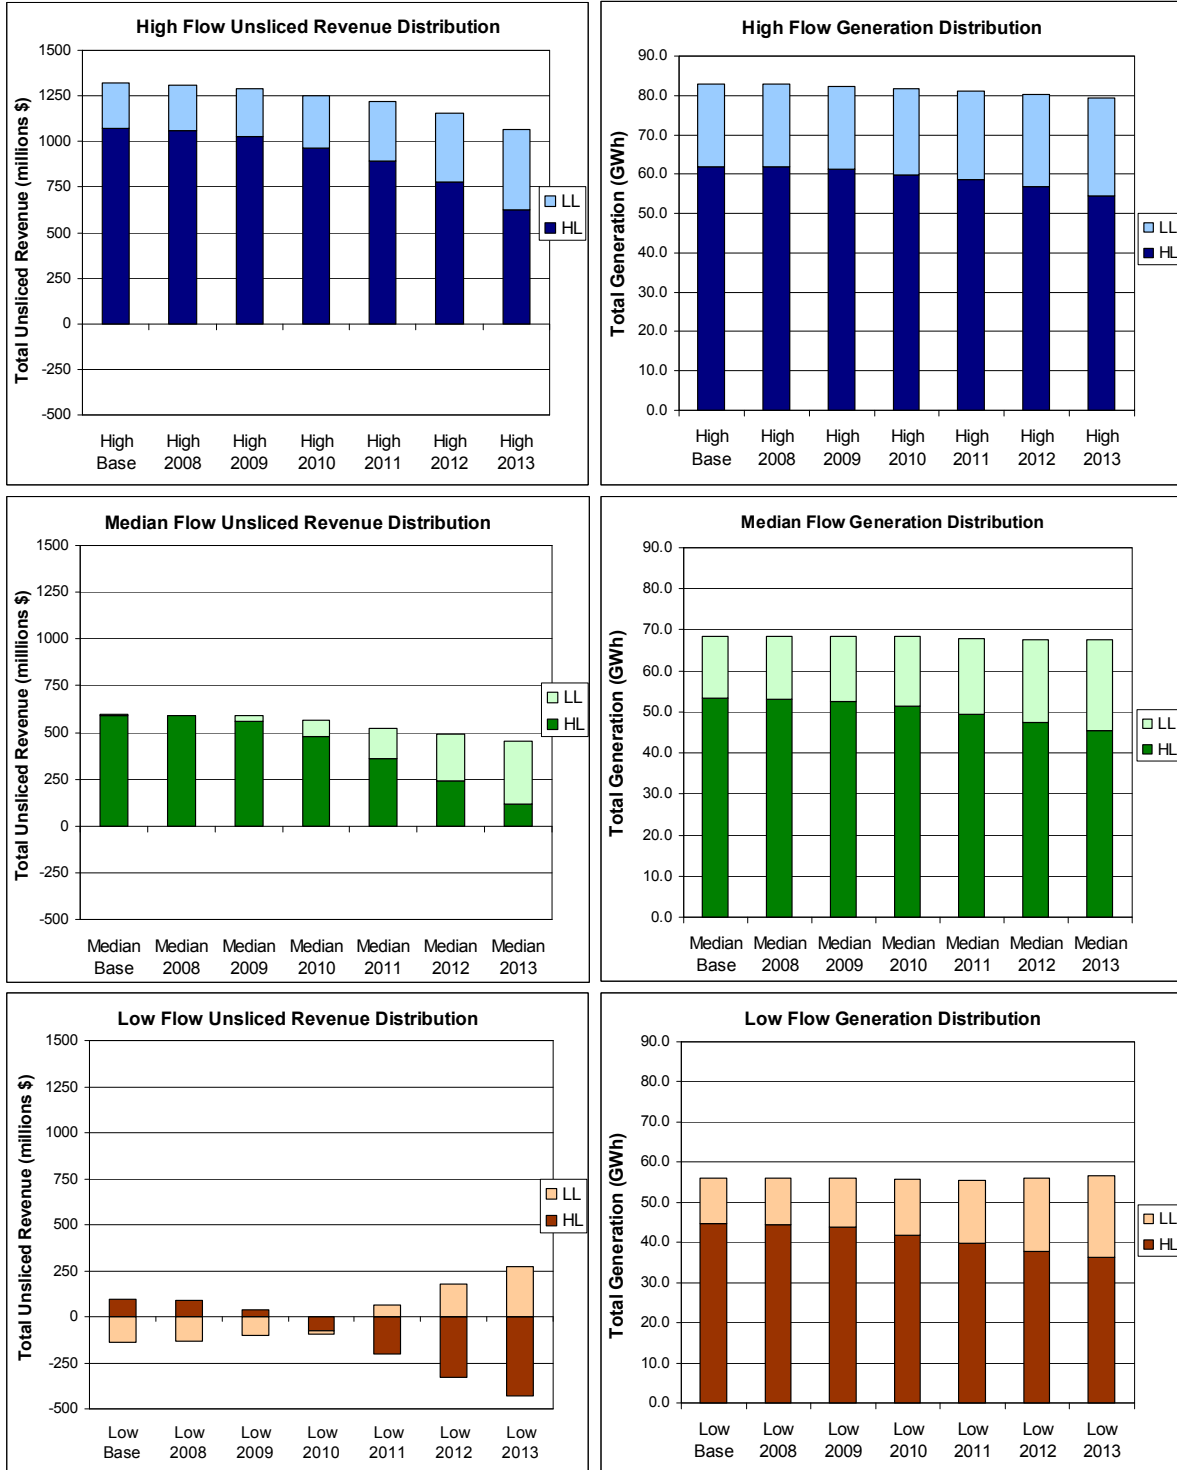 High Flow Unsliced Revenue Distribution
Total Unsliced Revenue (millions $)
1500
1250
1000
750
500
250
0
-250
-500
High Base
High 2008
High 2009
High 2010
High 2011
High 2012
High 2013
LL
HL
High Flow Generation Distribution
Total Generation (GWh)
90.0
80.0
70.0
60.0
50.0
40.0
30.0
20.0
10.0
0.0
High Base
High 2008
High 2009
High 2010
High 2011
High 2012
High 2013
LL
HL
Median Flow Unsliced Revenue Distribution
Total Unsliced Revenue (millions $)
1500
1250
1000
750
500
250
0
-250
-500
Median Base
Median 2008
Median 2009
Median 2010
Median 2011
Median 2012
Median 2013
LL
HL
Median Flow Generation Distribution
Total Generation (GWh)
90.0
80.0
70.0
60.0
50.0
40.0
30.0
20.0
10.0
0.0
Median Base
Median 2008
Median 2009
Median 2010
Median 2011
Median 2012
Median 2013
LL
HL
Low Flow Unsliced Revenue Distribution
Total Unsliced Revenue (millions $)
1500
1250
1000
750
500
250
0
-250
-500
Low Base
Low 2008
Low 2009
Low 2010
Low 2011
Low 2012
Low 2013
LL
HL
Low Flow Generation Distribution
Total Generation (GWh)
90.0
80.0
70.0
60.0
50.0
40.0
30.0
20.0
10.0
0.0
Low Base
Low 2008
Low 2009
Low 2010
Low 2011
Low 2012
Low 2013
LL
HL